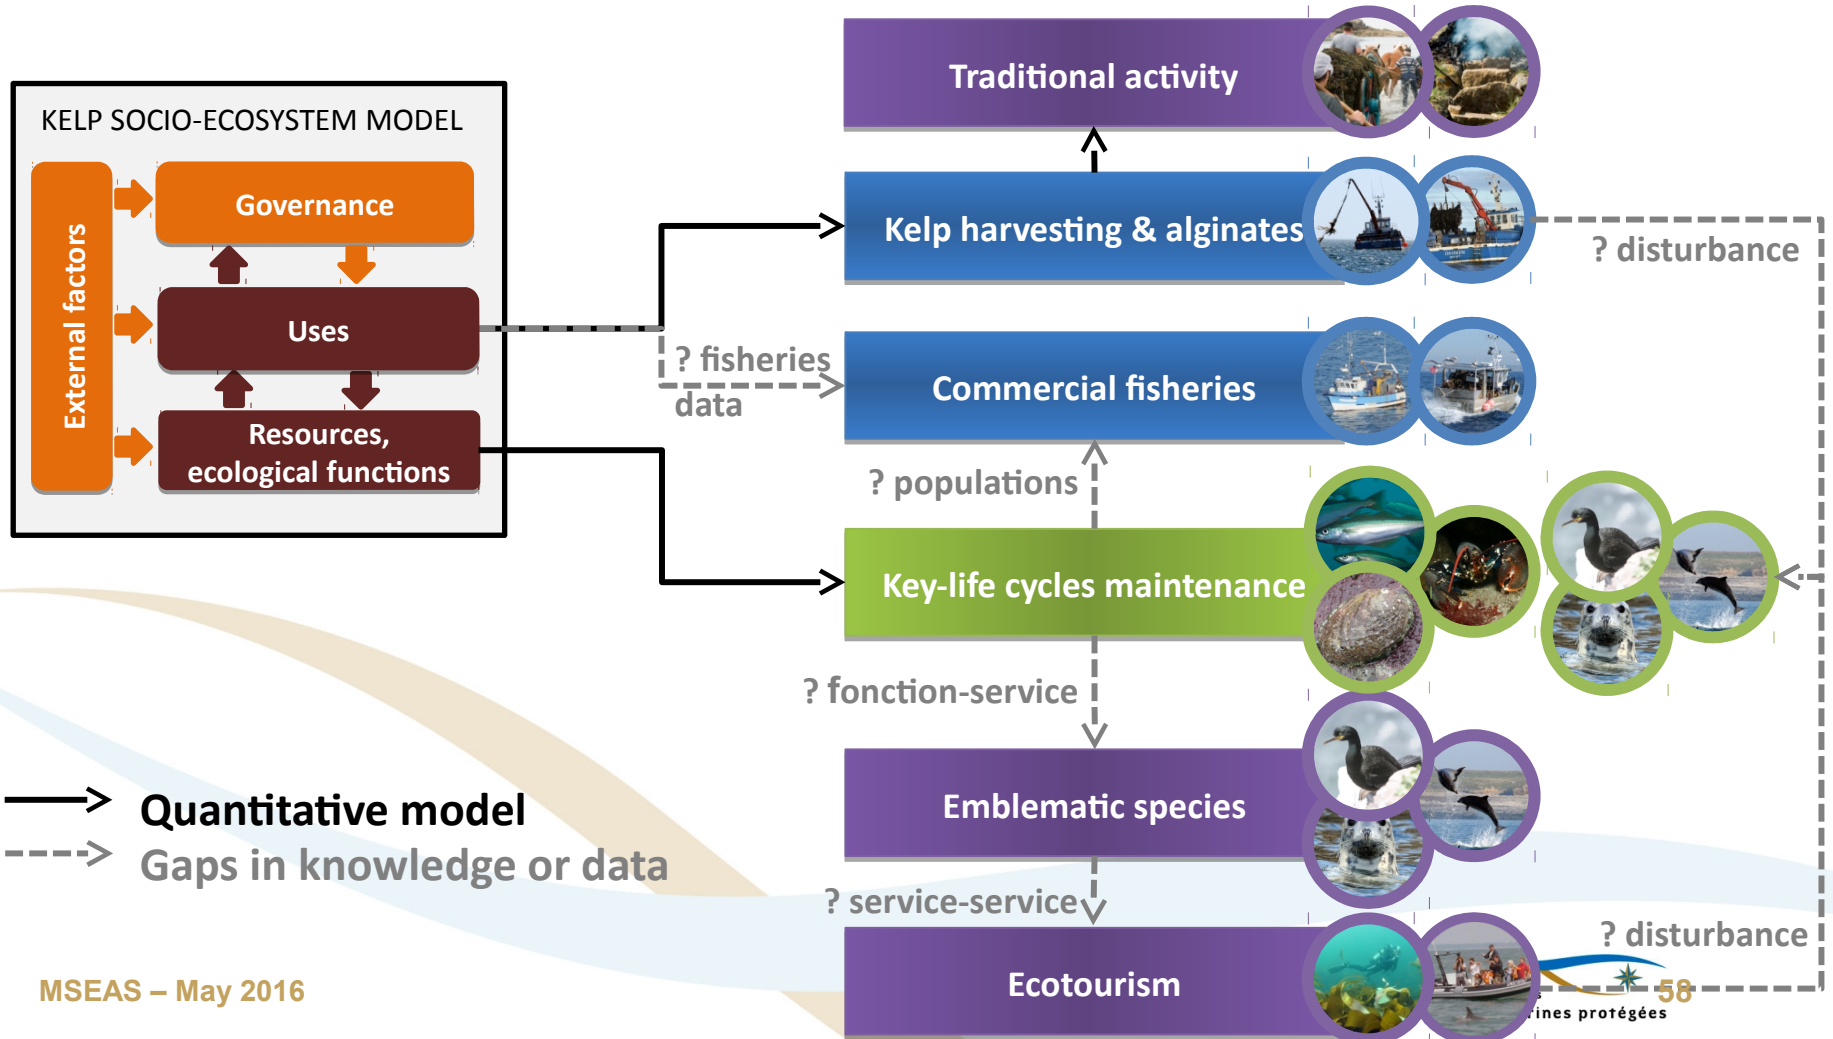 KELP SOCIO-ECOSYSTEM MODEL
External factors
Governance
Uses
Resources,
ecological functions
Traditional activity
Kelp harvesting & alginates
? disturbance
? fisheries
data
Commercial fisheries
? populations
Key-life cycles maintenance
? fonction-service
Emblematic species
? service-service
Ecotourism
? disturbance
Quantitative model
Gaps in knowledge or data
MSEAS – May 2016
58
rines protégées